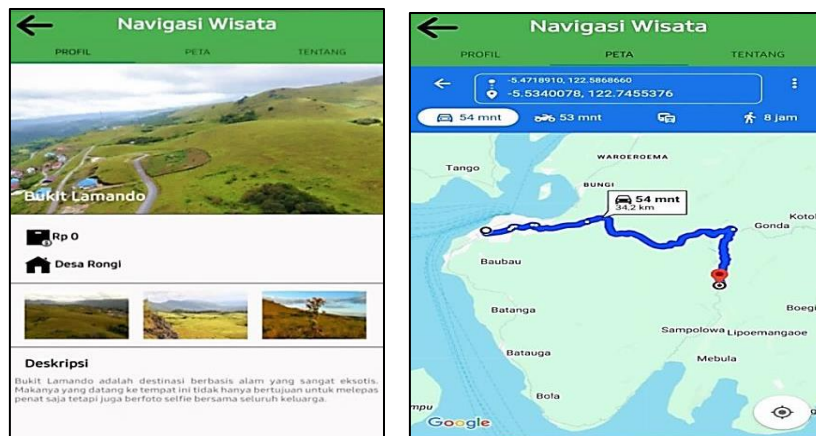 Navigasi Wisata
PROFIL PETA TENTANG
Bukit Lamando
Rp 0
Desa Rongi
Deskripsi
Bukit Lamando adalah destinasi berbasis alam yang sangat eksotis.
Makanya yang datang ke tempat ini tidak hanya bertujuan untuk melepas
penat saja tetapi juga berfoto selfie bersama seluruh keluarga.
Navigasi Wisata
PROFIL PETA TENTANG
-5.4718910, 122.5868660
-5.5340078, 122.7455376
54 mnt 53 mnt 8 jam
WAROEROEMA
Tango
BUNGI
54 mnt
34,2 km
Kotol
Gonda
Baubau
Batanga
Boegi
Sampolowa Lipoemangaoe
Batauga
Mebula
Bola
mpu
Google